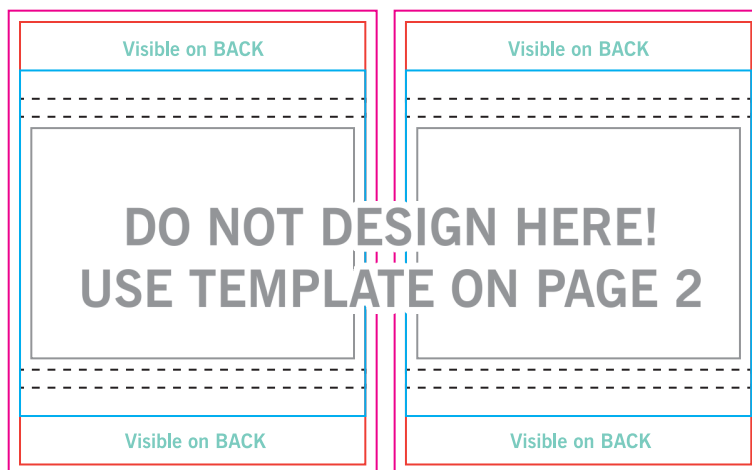 Visible on BACK
Visible on BACK
DO NOT DESIGN HERE!
USE TEMPLATE ON PAGE 2
Visible on BACK
Visible on BACK